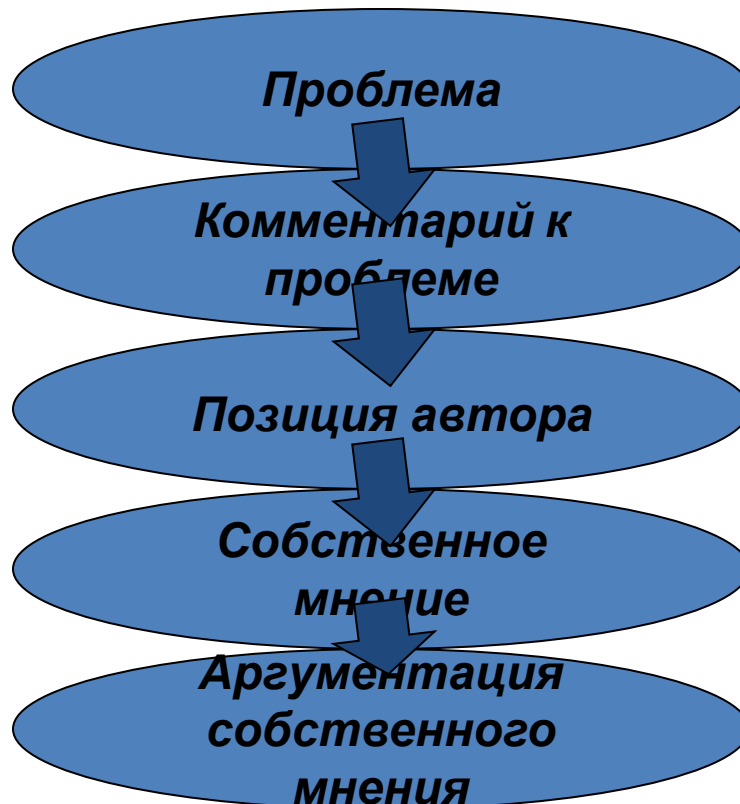 Проблема
Комментарий к
проблеме
Позиция автора
Собственное
мнение
Аргументация
собственного
мнения